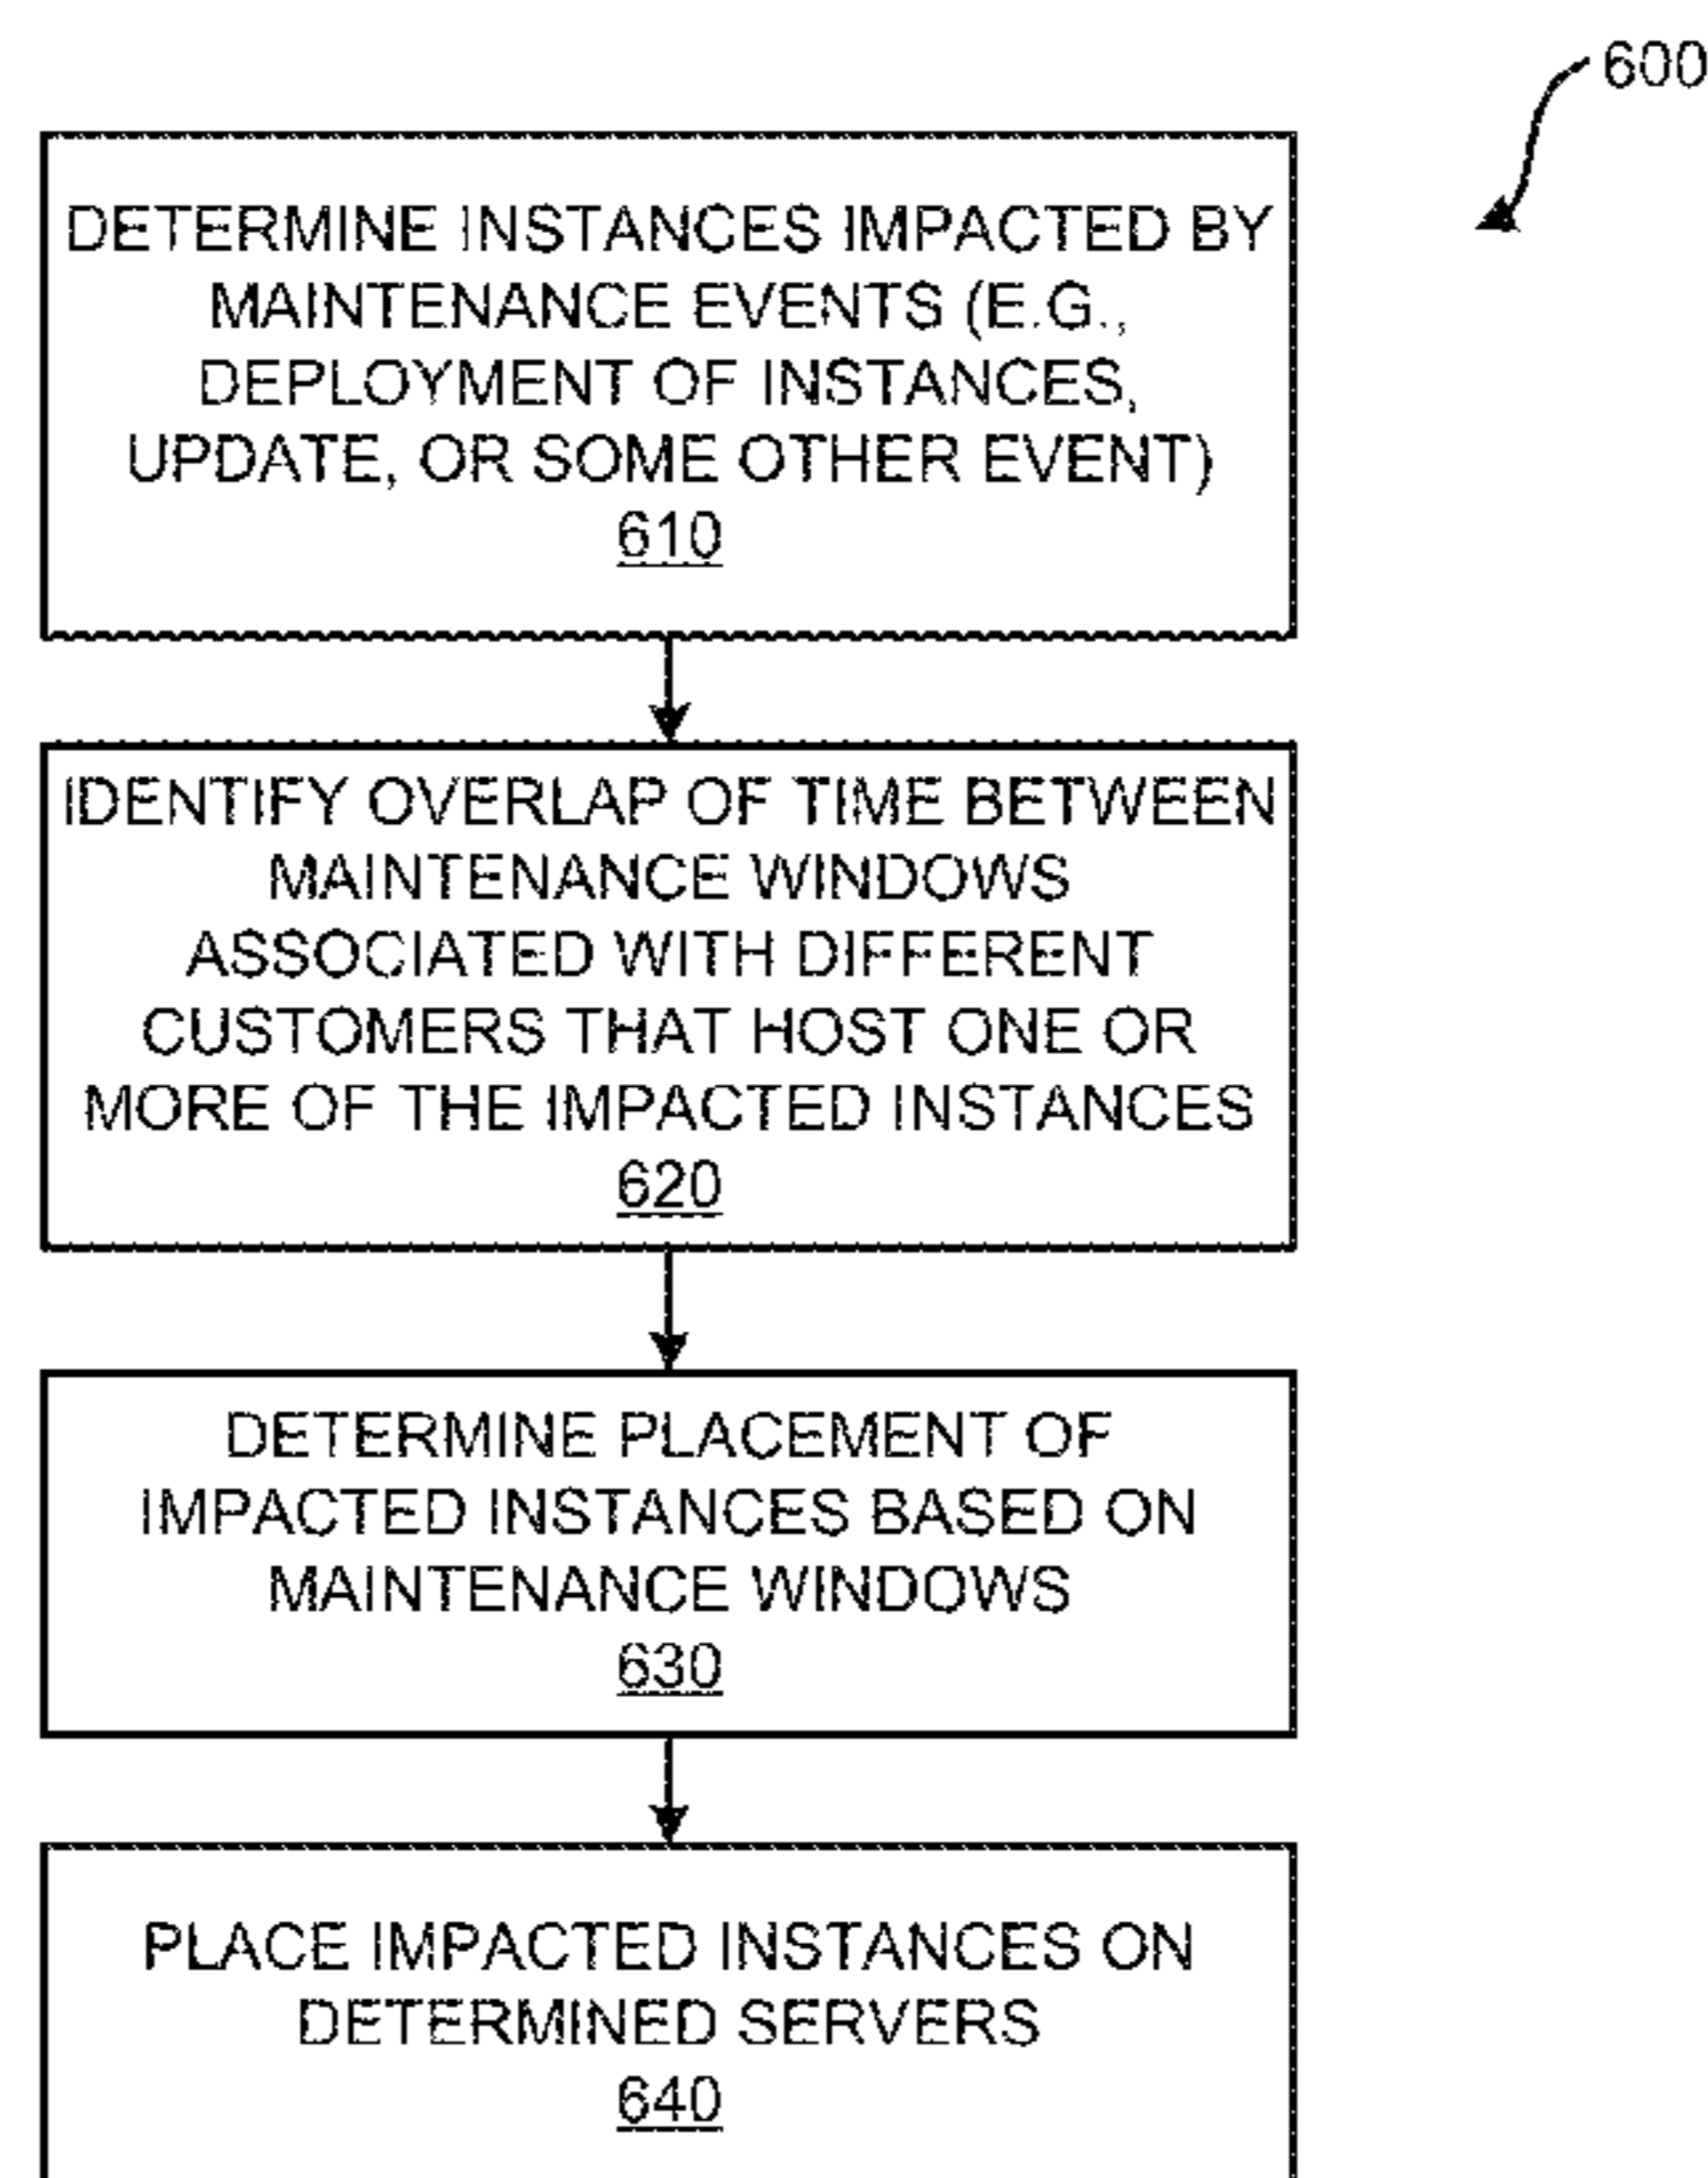 600
DETERMINE INSTANCES IMPACTED BY
MAINTENANCE EVENTS (E.G.,
DEPLOYMENT OF INSTANCES,
UPDATE, OR SOME OTHER EVENT)
610
IDENTIFY OVERLAP OF TIME BETWEEN
MAINTENANCE WINDOWS
ASSOCIATED WITH DIFFERENT
CUSTOMERS THAT HOST ONE OR
MORE OF THE IMPACTED INSTANCES
620
DETERMINE PLACEMENT OF
IMPACTED INSTANCES BASED ON
MAINTENANCE WINDOWS
630
PLACE IMPACTED INSTANCES ON
DETERMINED SERVERS
640